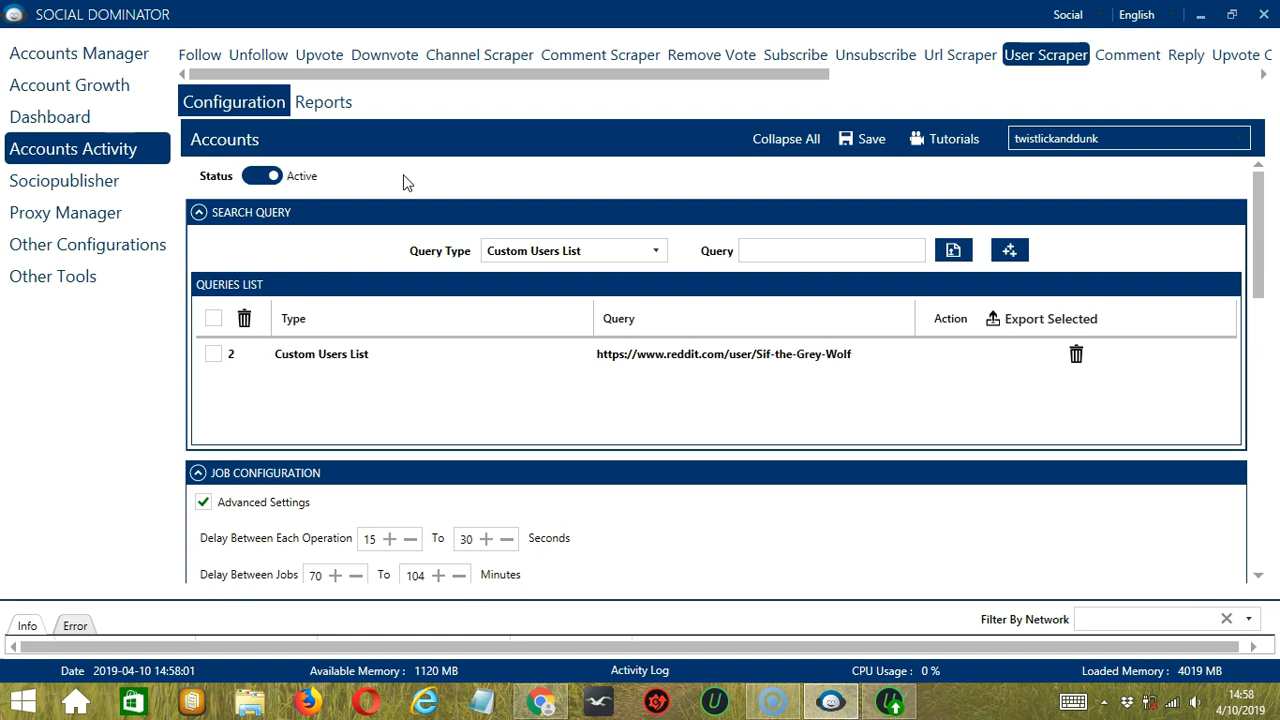 SOCIAL DOMINATOR
Social
English
Accounts Manager
Account Growth
Dashboard
Accounts Activity
Sociopublisher
Proxy Manager
Other Configurations
Other Tools
Follow Unfollow Upvote Downvote Channel Scraper Comment Scraper Remove Vote Subscribe Unsubscribe Url Scraper User Scraper Comment Reply Upvote C
Configuration Reports
Accounts
Collapse All Save Tutorials twistlickanddunk
Status Active
SEARCH QUERY
Query Type Custom Users List Query
QUERIES LIST
Type Query Action Export Selected
2 Custom Users List https://www.reddit.com/user/Sif-the-Grey-Wolf
JOB CONFIGURATION
Advanced Settings
Delay Between Each Operation 15 To 30 Seconds
Delay Between Jobs 70 To 104 Minutes
Info Error Filter By Network
Date 2019-04-10 14:58:01 Available Memory : 1120 MB Activity Log CPU Usage : 0 % Loaded Memory : 4019 MB
14:58
4/10/2019